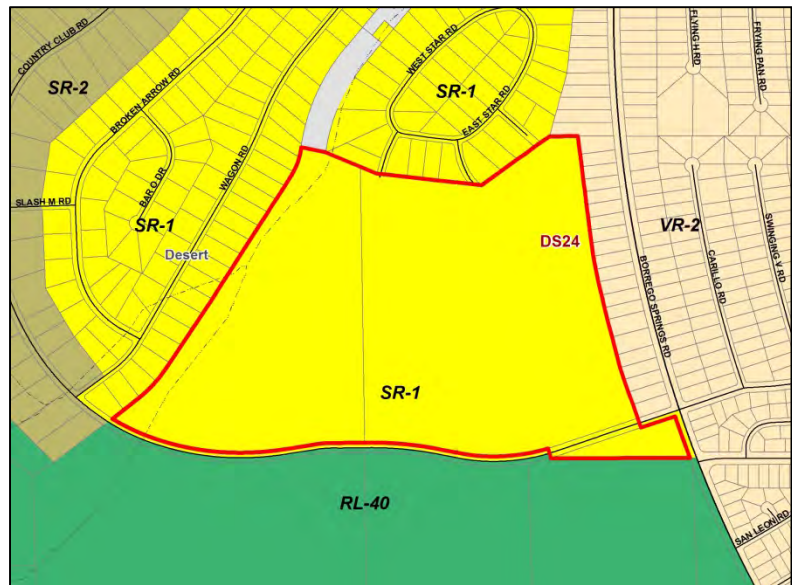 COUNTRY CLUB RD
SR-2
BROKEN ARROW RD
WEST STAR RD
SR-1
EAST STAR RD
FLYING H RD
FRYING PAN RD
WAGON RD
BAR O DR
SLASH M RD
SR-1
Desert
DS24
VR-2
BORREGO SPRINGS RD
CARILLO RD
SWINGING V RD
SR-1
RL-40
SAN LEON RD